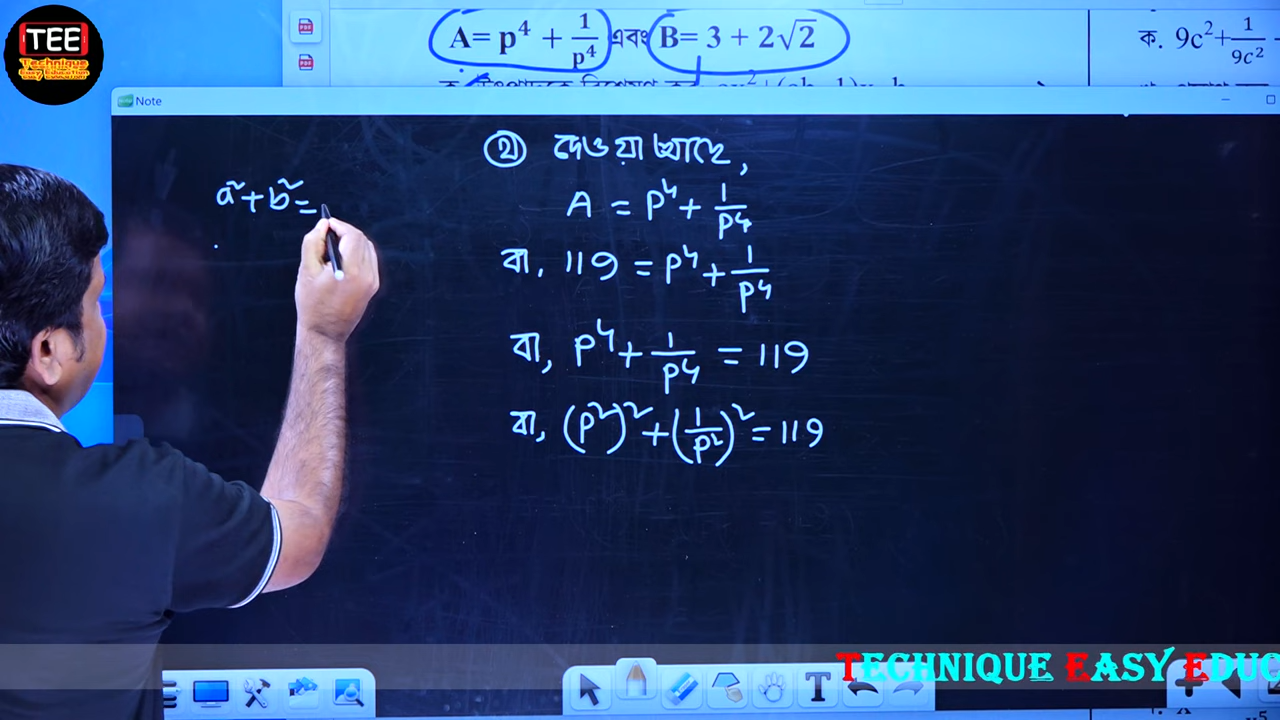 TEE
Technique
Easy Education
A= p⁴ + 1/p⁴ এবং B= 3 + 2√2
ক. 9c² + 1/9c²
Note
খ দেওয়া আছে,
a² + b² =
A = p⁴ + 1/p⁴
বা, 119 = p⁴ + 1/p⁴
বা, p⁴ + 1/p⁴ = 119
বা, (p²)² + (1/p²)² = 119
TECHNIQUE EASY EDUC